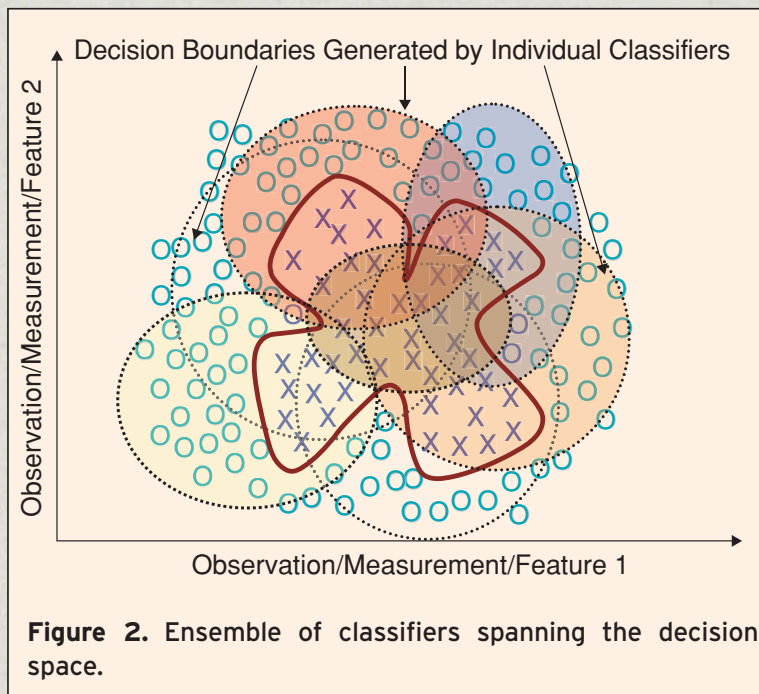 Decision Boundaries Generated by Individual Classifiers
Observation/Measurement/Feature 2
Observation/Measurement/Feature 1
Figure 2. Ensemble of classifiers spanning the decision
space.